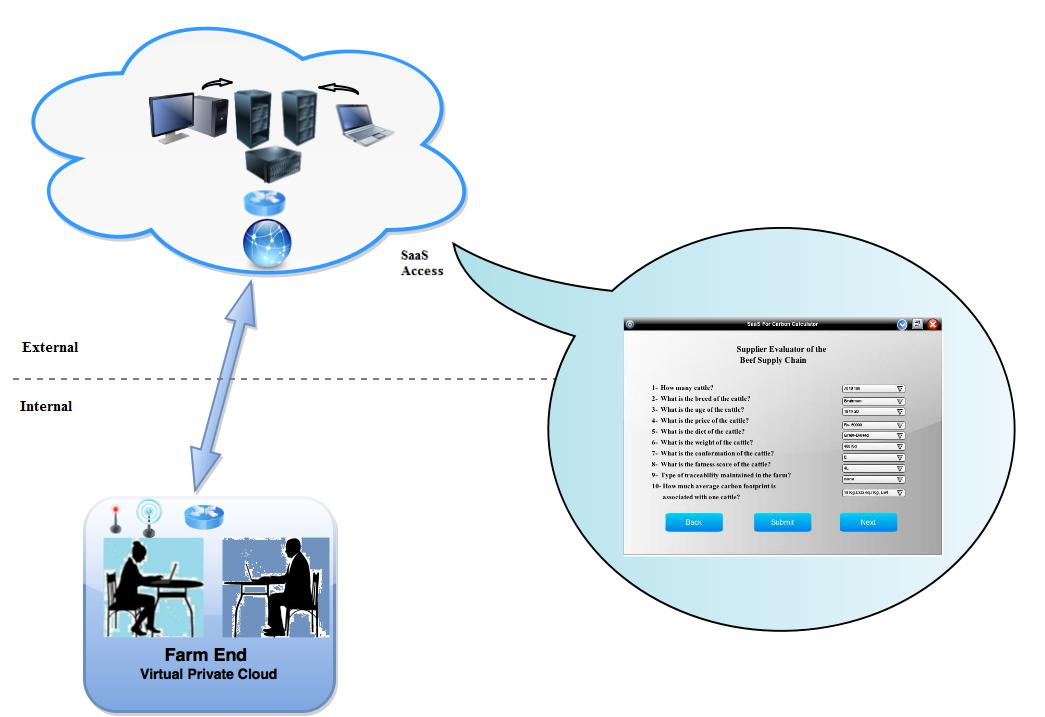 SaaS
Access
External
Internal
SaaS For Carbon Calculator
Supplier Evaluator of the
Beef Supply Chain
1- How many cattle?
2- What is the breed of the cattle?
Brahman
3- What is the age of the cattle?
4- What is the price of the cattle?
5- What is the diet of the cattle?
6- What is the weight of the cattle?
7- What is the conformation of the cattle?
E
8- What is the fatness score of the cattle?
9- Type of traceability maintained in the farm?
10- How much average carbon footprint is
associated with one cattle?
Back
Submit
Next
Farm End
Virtual Private Cloud